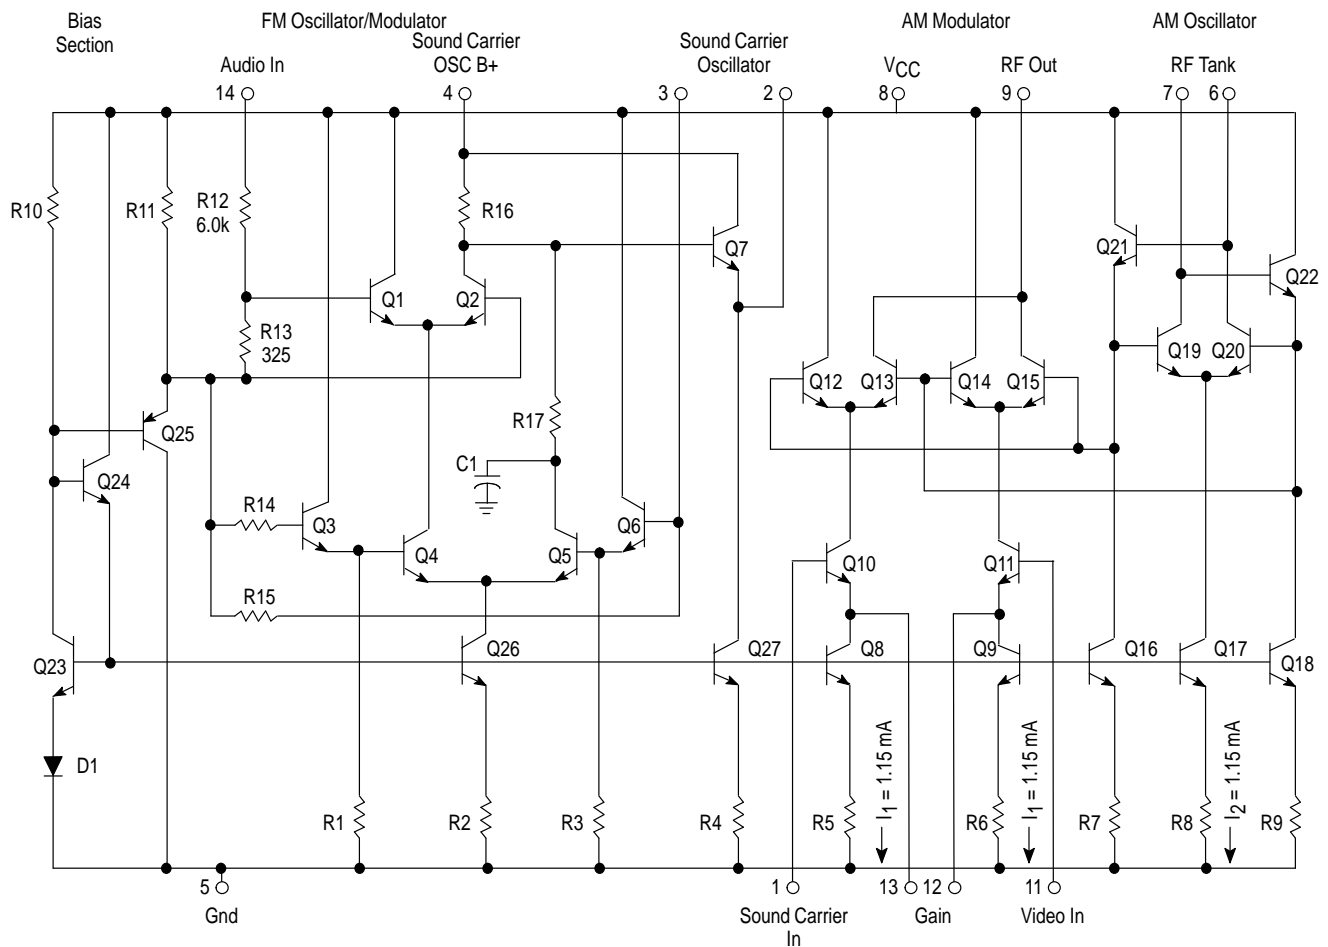 Bias
Section
FM Oscillator/Modulator
AM Modulator
AM Oscillator
Audio In
Sound Carrier
OSC B+
Sound Carrier
Oscillator
VCC
RF Out
RF Tank
14
4
3
2
8
9
7
6
R10
R11
R12
6.0k
R16
Q7
Q21
Q22
Q1
Q2
R13
325
Q19
Q20
Q12
Q13
Q14
Q15
Q25
R17
Q24
C1
R14
Q3
Q4
Q5
Q6
Q10
Q11
R15
Q23
Q26
Q27
Q8
Q9
Q16
Q17
Q18
D1
R1
R2
R3
R4
R5
I1 = 1.15 mA
R6
I1 = 1.15 mA
R7
R8
I2 = 1.15 mA
R9
5
1
13
12
11
Gnd
Sound Carrier
In
Gain
Video In